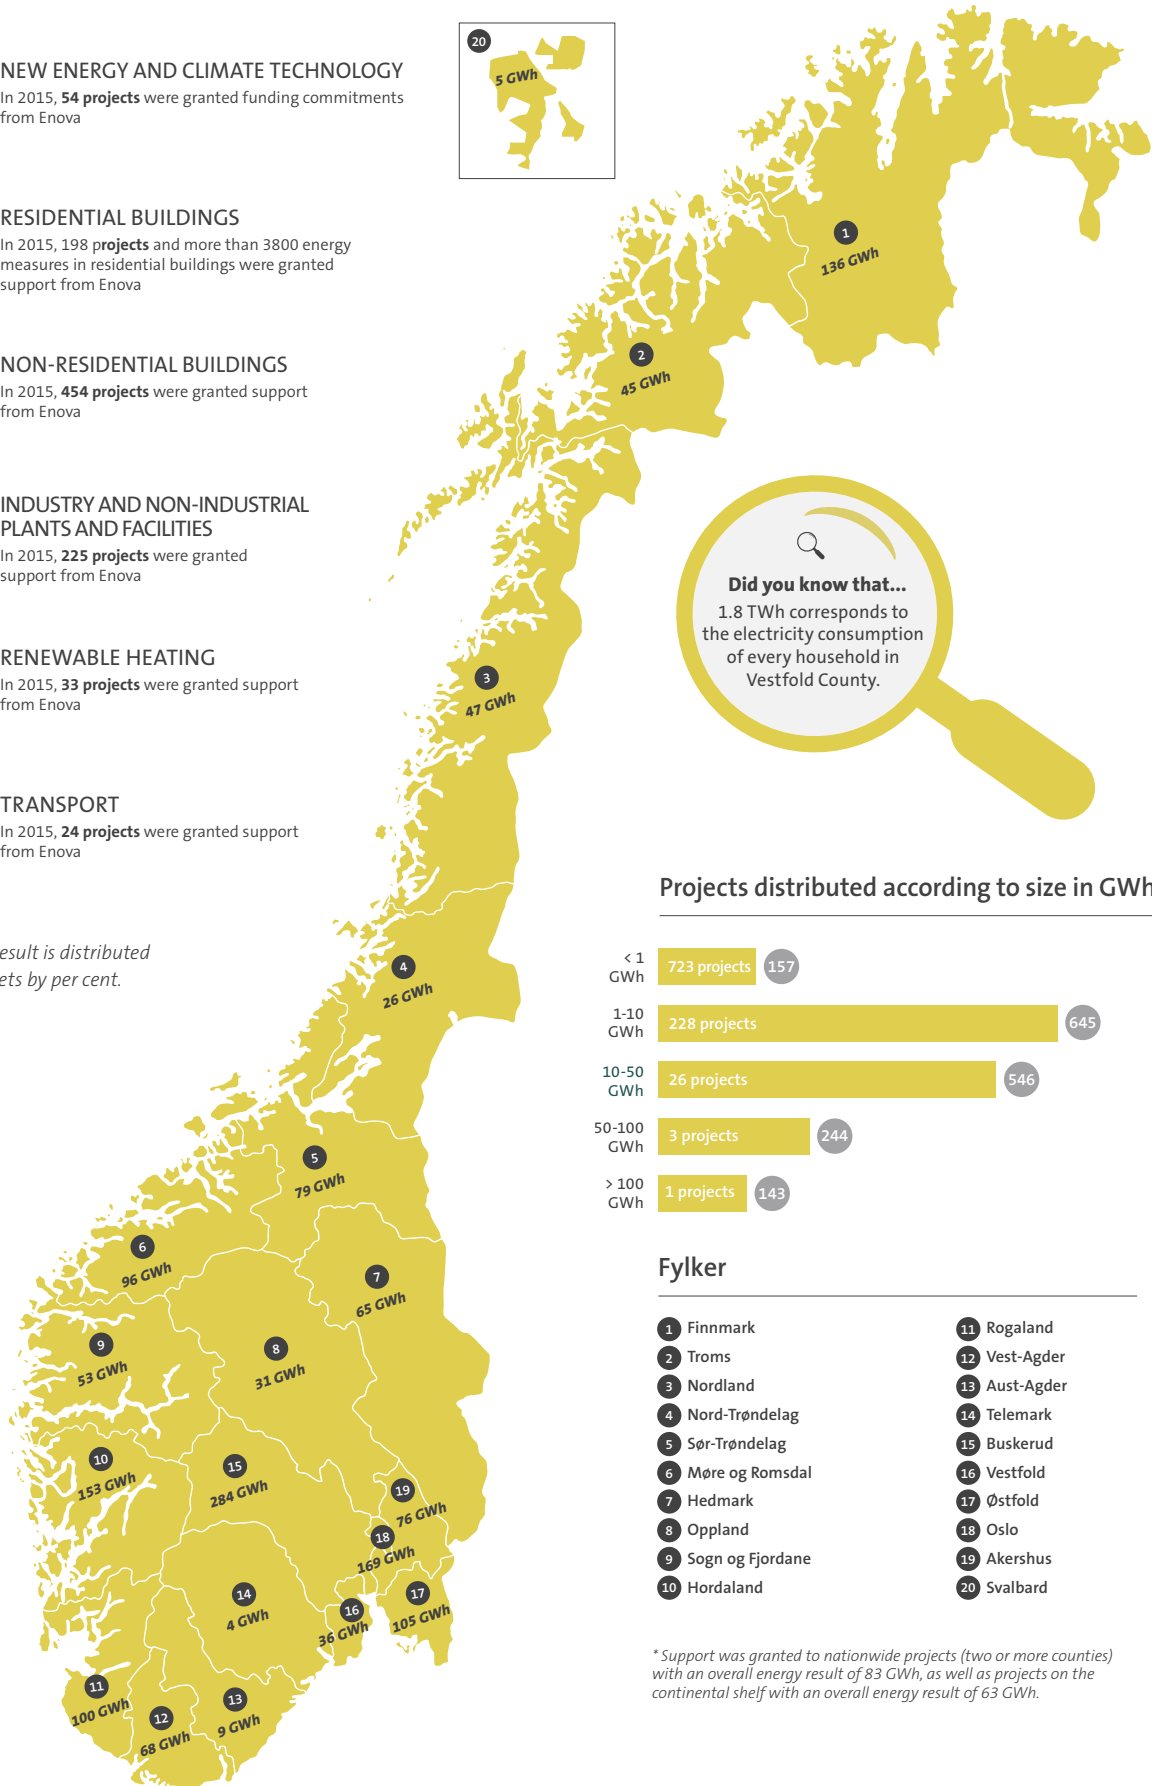 NEW ENERGY AND CLIMATE TECHNOLOGY
In 2015, 54 projects were granted funding commitments
from Enova
RESIDENTIAL BUILDINGS
In 2015, 198 projects and more than 3800 energy
measures in residential buildings were granted
support from Enova
NON-RESIDENTIAL BUILDINGS
In 2015, 454 projects were granted support
from Enova
INDUSTRY AND NON-INDUSTRIAL
PLANTS AND FACILITIES
In 2015, 225 projects were granted
support from Enova
RENEWABLE HEATING
In 2015, 33 projects were granted support
from Enova
TRANSPORT
In 2015, 24 projects were granted support
from Enova
esult is distributed
ets by per cent.
20
5 GWh
1
136 GWh
2
45 GWh
3
47 GWh
4
26 GWh
5
79 GWh
6
96 GWh
7
65 GWh
8
31 GWh
9
53 GWh
10
153 GWh
15
284 GWh
19
76 GWh
18
169 GWh
14
4 GWh
16
36 GWh
17
105 GWh
11
100 GWh
12
68 GWh
13
9 GWh
Did you know that...
1.8 TWh corresponds to
the electricity consumption
of every household in
Vestfold County.
Projects distributed according to size in GWh
< 1
GWh
723 projects 157
1-10
GWh
228 projects 645
10-50
GWh
26 projects 546
50-100
GWh
3 projects 244
> 100
GWh
1 projects 143
Fylker
1 Finnmark
2 Troms
3 Nordland
4 Nord-Trøndelag
5 Sør-Trøndelag
6 Møre og Romsdal
7 Hedmark
8 Oppland
9 Sogn og Fjordane
10 Hordaland
11 Rogaland
12 Vest-Agder
13 Aust-Agder
14 Telemark
15 Buskerud
16 Vestfold
17 Østfold
18 Oslo
19 Akershus
20 Svalbard
* Support was granted to nationwide projects (two or more counties)
with an overall energy result of 83 GWh, as well as projects on the
continental shelf with an overall energy result of 63 GWh.